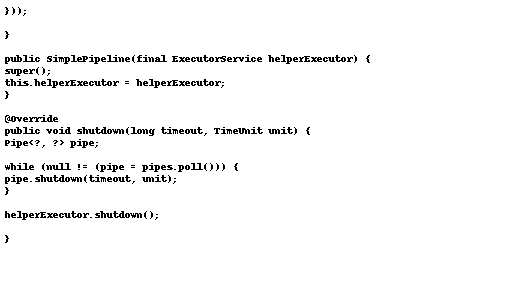 }));
}
public SimplePipeline(final ExecutorService helperExecutor) {
super();
this.helperExecutor = helperExecutor;
}
@Override
public void shutdown(long timeout, TimeUnit unit) {
Pipe<?, ?> pipe;
while (null != (pipe = pipes.poll())) {
pipe.shutdown(timeout, unit);
}
helperExecutor.shutdown();
}